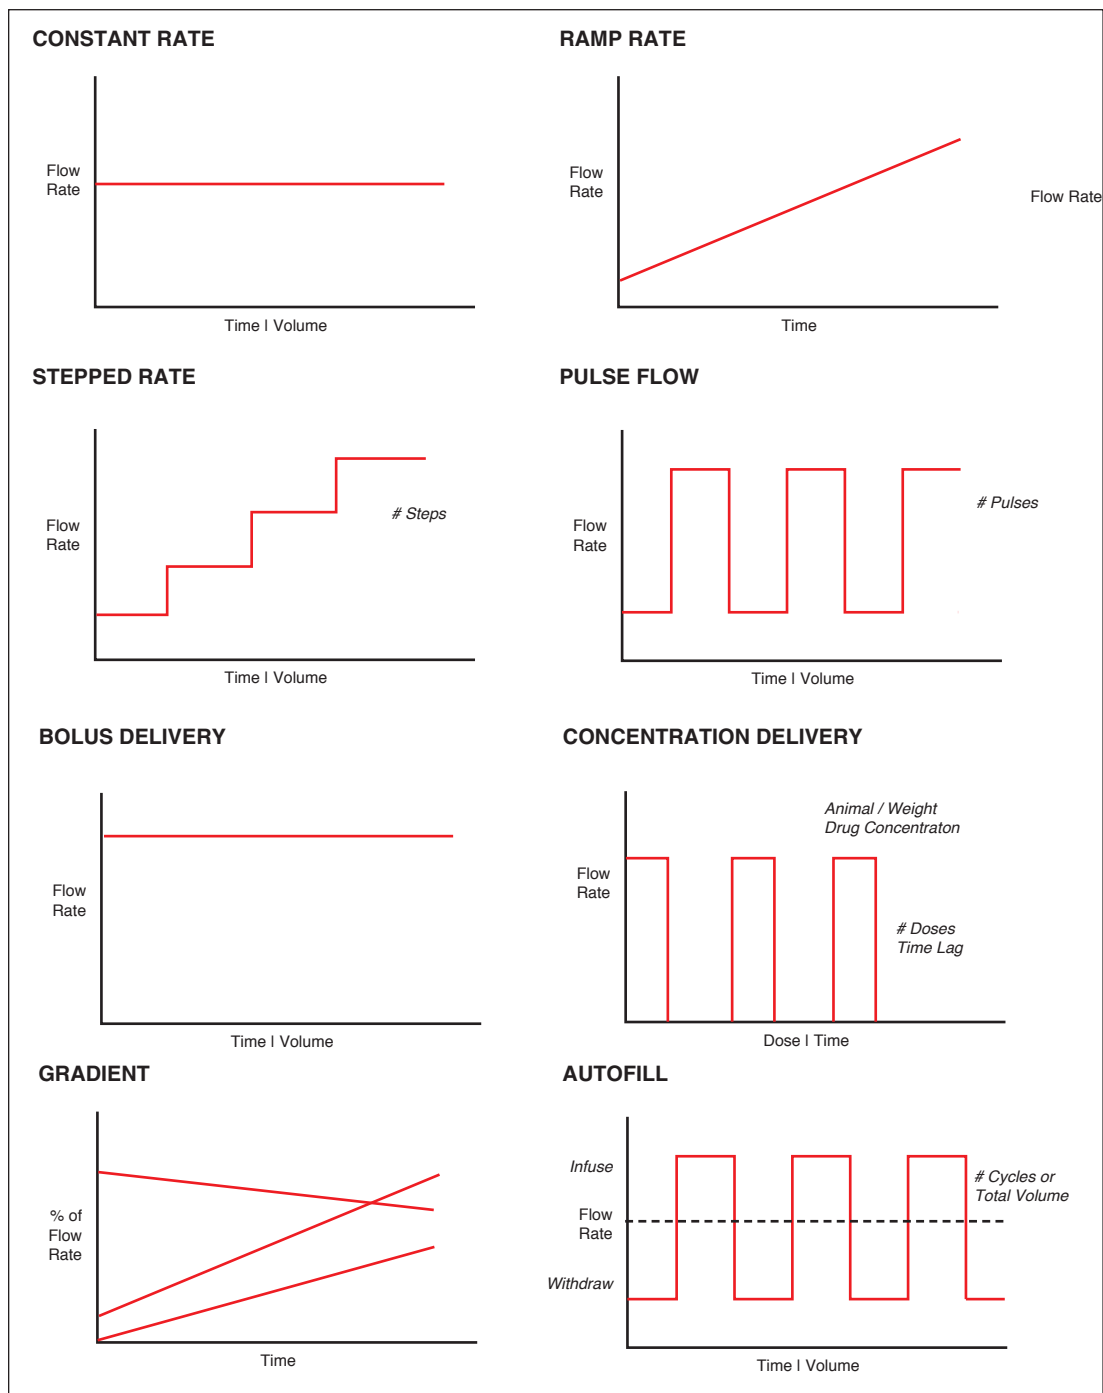 CONSTANT RATE
Flow
Rate
Time | Volume
RAMP RATE
Flow
Rate
Flow Rate
Time
STEPPED RATE
Flow
Rate
# Steps
Time | Volume
PULSE FLOW
Flow
Rate
# Pulses
Time | Volume
BOLUS DELIVERY
Flow
Rate
Time | Volume
CONCENTRATION DELIVERY
Animal / Weight
Drug Concentraton
Flow
Rate
# Doses
Time Lag
Dose | Time
GRADIENT
% of
Flow
Rate
Time
AUTOFILL
Infuse
# Cycles or
Total Volume
Flow
Rate
Withdraw
Time | Volume